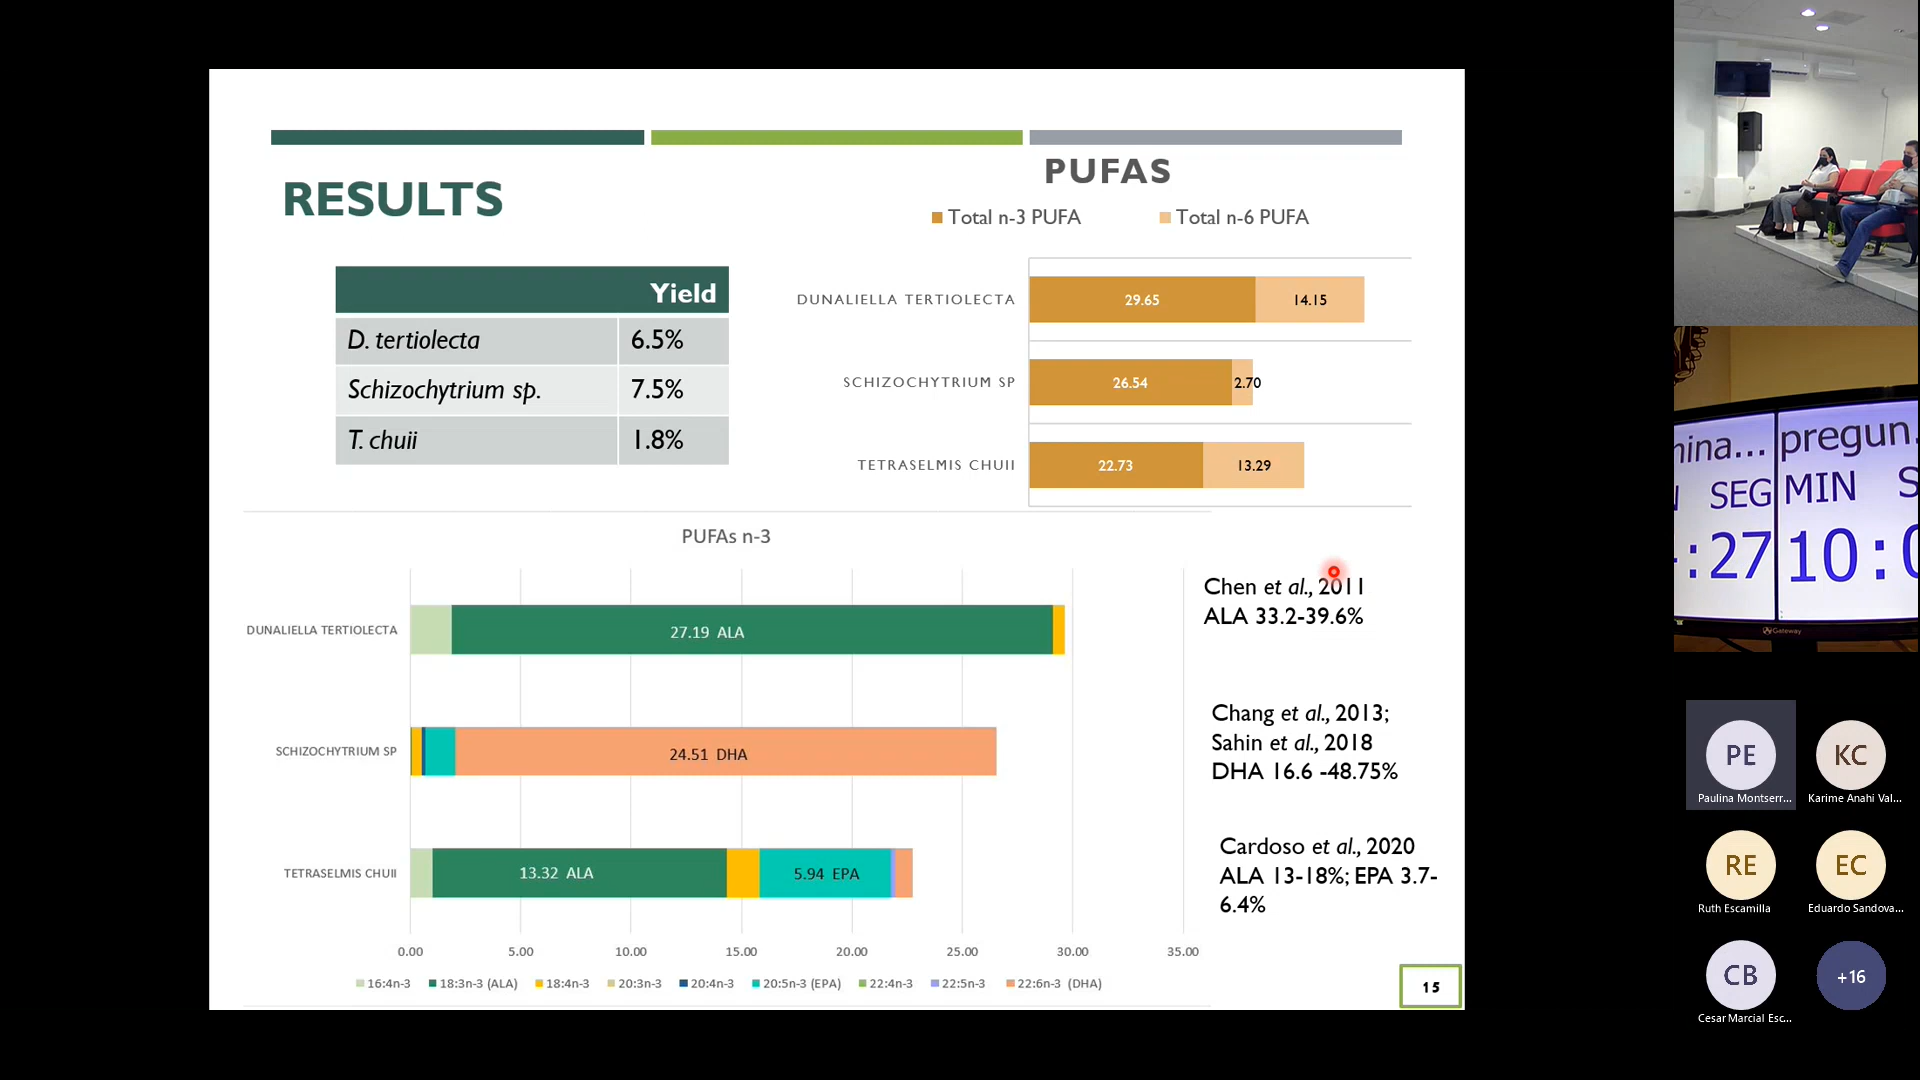 RESULTS
PUFAS
Total n-3 PUFA
Total n-6 PUFA
Yield
D. tertiolecta 6.5%
Schizochytrium sp. 7.5%
T. chuii 1.8%
DUNALIELLA TERTIOLECTA 29.65 14.15
SCHIZOCHYTRIUM SP 26.54 2.70
TETRASELMIS CHUII 22.73 13.29
PUFAs n-3
DUNALIELLA TERTIOLECTA 27.19 ALA
SCHIZOCHYTRIUM SP 24.51 DHA
TETRASELMIS CHUII 13.32 ALA 5.94 EPA
0.00 5.00 10.00 15.00 20.00 25.00 30.00 35.00
16:4n-3 18:3n-3 (ALA) 18:4n-3 20:3n-3 20:4n-3 20:5n-3 (EPA) 22:4n-3 22:5n-3 22:6n-3 (DHA)
Chen et al., 2011
ALA 33.2-39.6%
Chang et al., 2013;
Sahin et al., 2018
DHA 16.6 -48.75%
Cardoso et al., 2020
ALA 13-18%; EPA 3.7-
6.4%
15
pregun.
SEG MIN
:27 10:
Gateway
PE
Paulina Montserr...
KC
Karime Anahi Val...
RE
Ruth Escamilla
EC
Eduardo Sandova...
CB
Cesar Marcial Esc...
+16